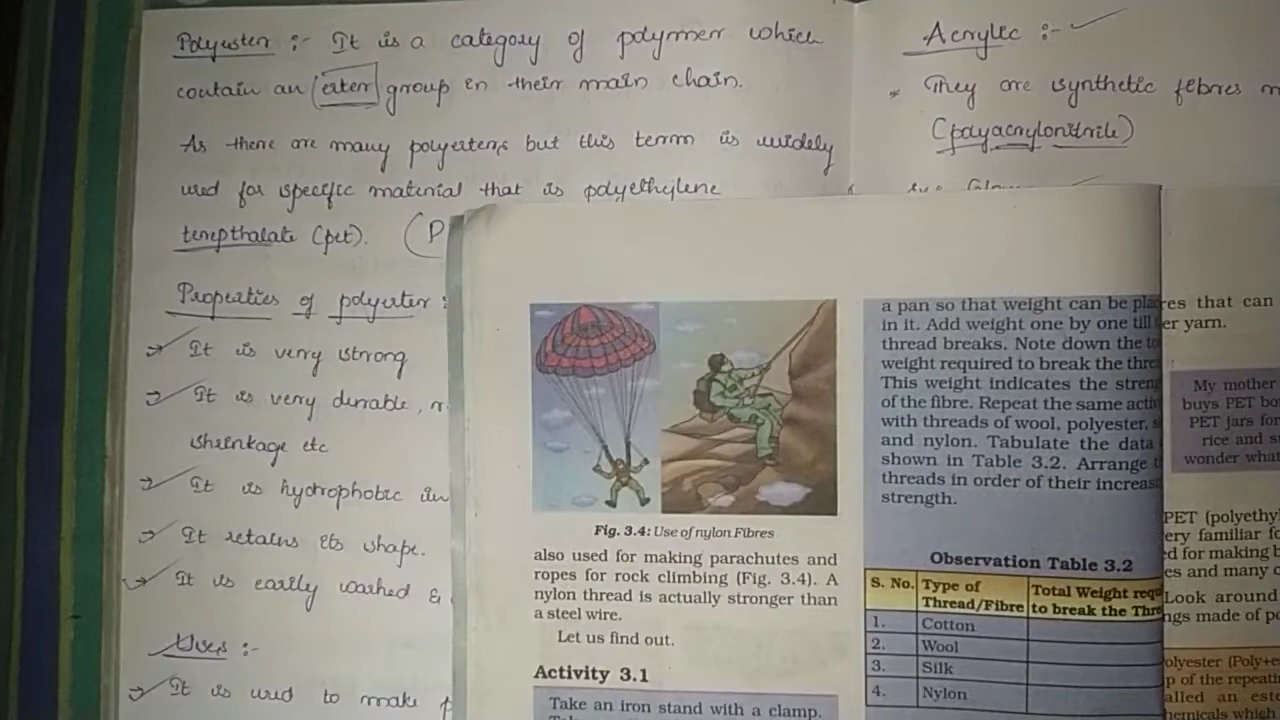 Polyester :- It is a category of polymer which
contain an (ester) group in their main chain.
As there are many polyesters but this term is widely
used for specific material that is polyethylene
terepthalate (pet). (P
Properties of polyester :
It is very strong
It is very durable, r
shrinkage etc
It is hydrophobic in
It retains its shape.
It is easily washed &
Uses :-
It is used to make p
Acrylic :-
* They are synthetic fibres m
(payacrylonitrile)
Fig. 3.4: Use of nylon Fibres
also used for making parachutes and
ropes for rock climbing (Fig. 3.4). A
nylon thread is actually stronger than
a steel wire.
Let us find out.
Activity 3.1
Take an iron stand with a clamp.
a pan so that weight can be pla
in it. Add weight one by one till
thread breaks. Note down the to
weight required to break the thre
This weight indicates the stren
of the fibre. Repeat the same acti
with threads of wool, polyester, s
and nylon. Tabulate the data
shown in Table 3.2. Arrange t
threads in order of their increas
strength.
Observation Table 3.2
S. No. Type of Thread/Fibre Total Weight requ to break the Thre
1. Cotton
2. Wool
3. Silk
4. Nylon
res that can
er yarn.
My mother
buys PET bo
PET jars for
rice and su
wonder what
PET (polyethy
ery familiar fo
d for making b
es and many o
Look around
ngs made of po
olyester (Poly+e
p of the repeati
alled an este
hemicals which